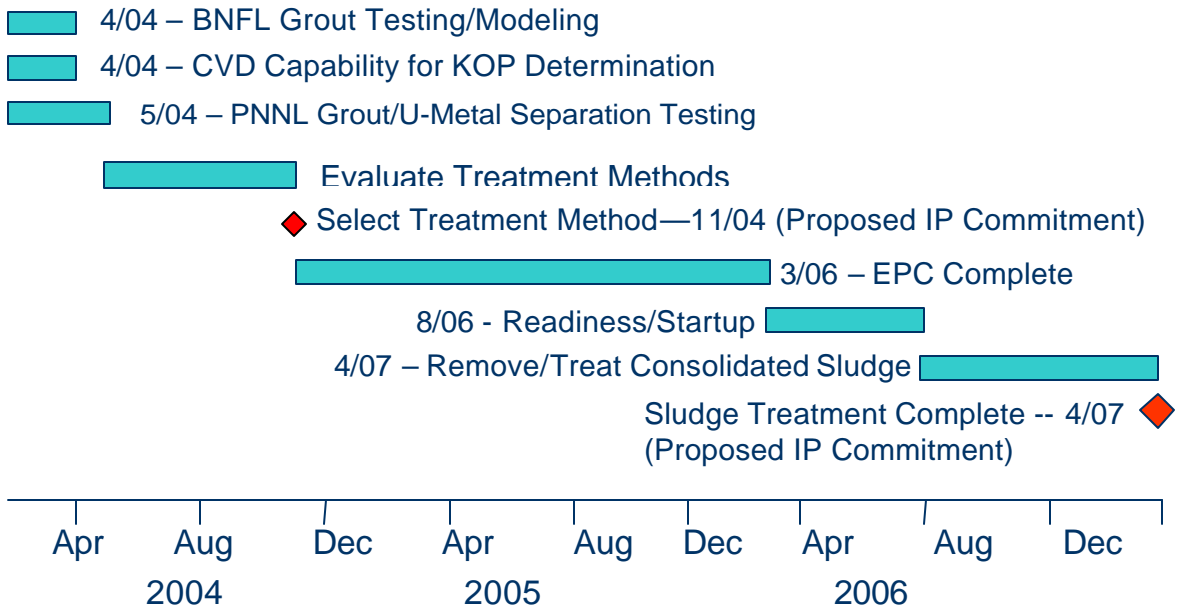 4/04 – BNFL Grout Testing/Modeling
4/04 – CVD Capability for KOP Determination
5/04 – PNNL Grout/U-Metal Separation Testing
Evaluate Treatment Methods
Select Treatment Method—11/04 (Proposed IP Commitment)
3/06 – EPC Complete
8/06 - Readiness/Startup
4/07 – Remove/Treat Consolidated Sludge
Sludge Treatment Complete -- 4/07
(Proposed IP Commitment)
Apr Aug Dec Apr Aug Dec Apr Aug Dec
2004 2005 2006